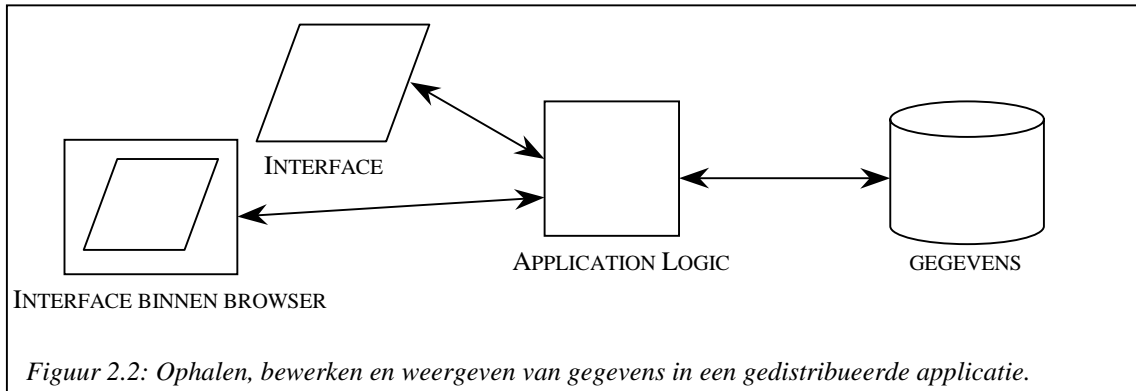 INTERFACE
APPLICATION LOGIC
GEGEVENS
INTERFACE BINNEN BROWSER
Figuur 2.2: Ophalen, bewerken en weergeven van gegevens in een gedistribueerde applicatie.